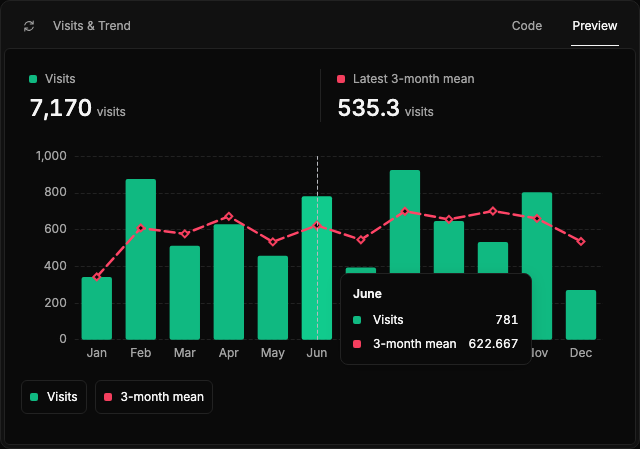 Visits & Trend
Code
Preview
Visits
7,170 visits
Latest 3-month mean
535.3 visits
1,000
800
600
400
200
0
Jan Feb Mar Apr May Jun Dec
June
Visits 781
3-month mean 622.667
Visits
3-month mean